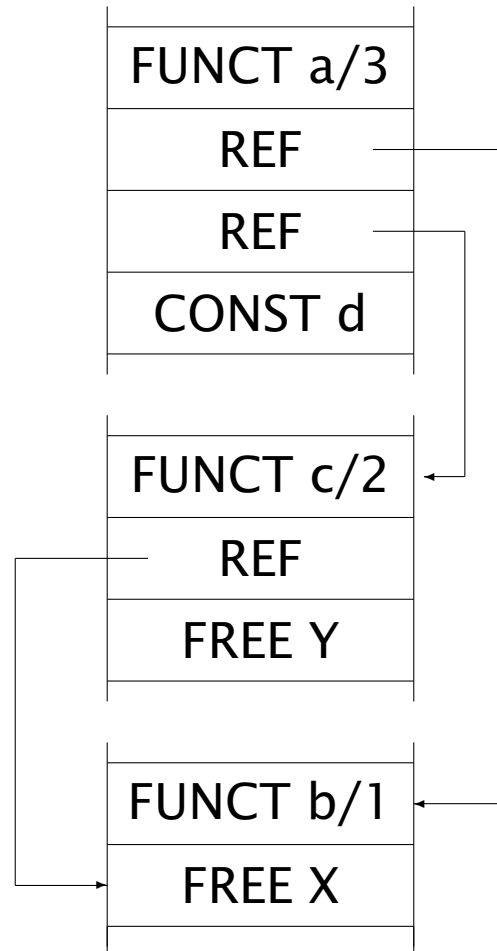 FUNCT a/3
REF
REF
CONST d
FUNCT c/2
REF
FREE Y
FUNCT b/1
FREE X